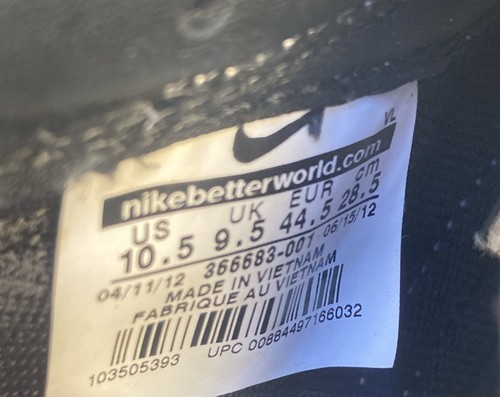 VL
nikebetterworld.com
US UK EUR cm
10.5 9.5 44.5 28.5
04/11/12 366683-001 06/15/12
MADE IN VIETNAM
FABRIQUE AU VIETNAM
103505393 UPC 00884497166032